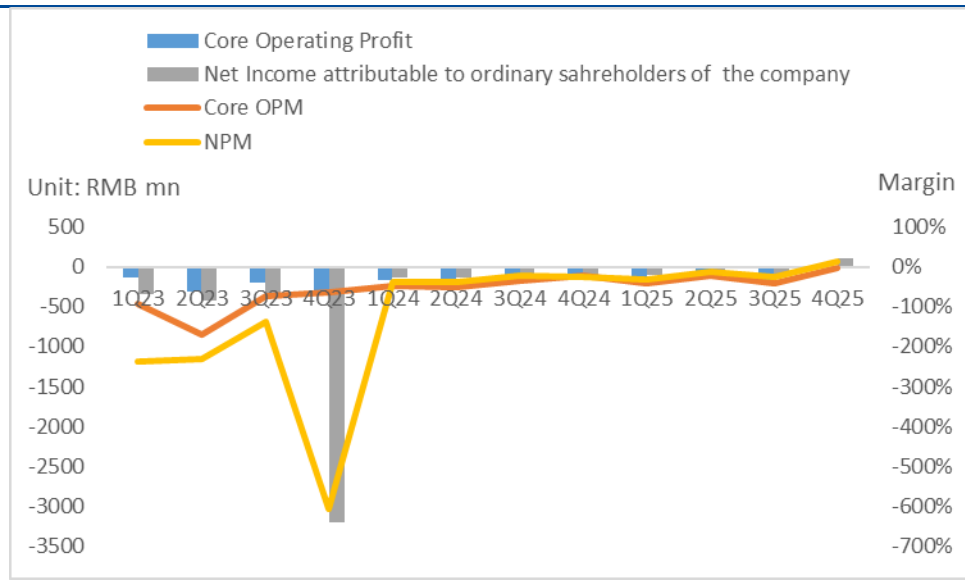 Core Operating Profit
Net Income attributable to ordinary sahreholders of the company
Core OPM
NPM
Unit: RMB mn
Margin
500 100%
0 0%
1Q23 2Q23 3Q23 4Q23 1Q24 2Q24 3Q24 4Q24 1Q25 2Q25 3Q25 4Q25
-500 -100%
-1000 -200%
-1500 -300%
-2000 -400%
-2500 -500%
-3000 -600%
-3500 -700%